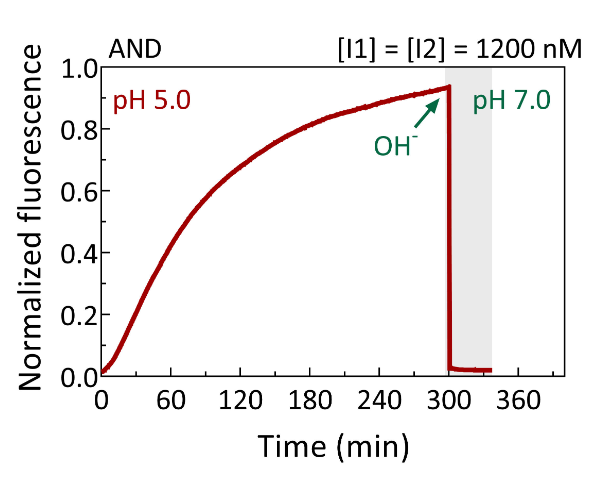 AND [I1] = [I2] = 1200 nM
Normalized fluorescence
1.0
0.8
0.6
0.4
0.2
0.0
pH 5.0
pH 7.0
OH⁻
0 60 120 180 240 300 360
Time (min)